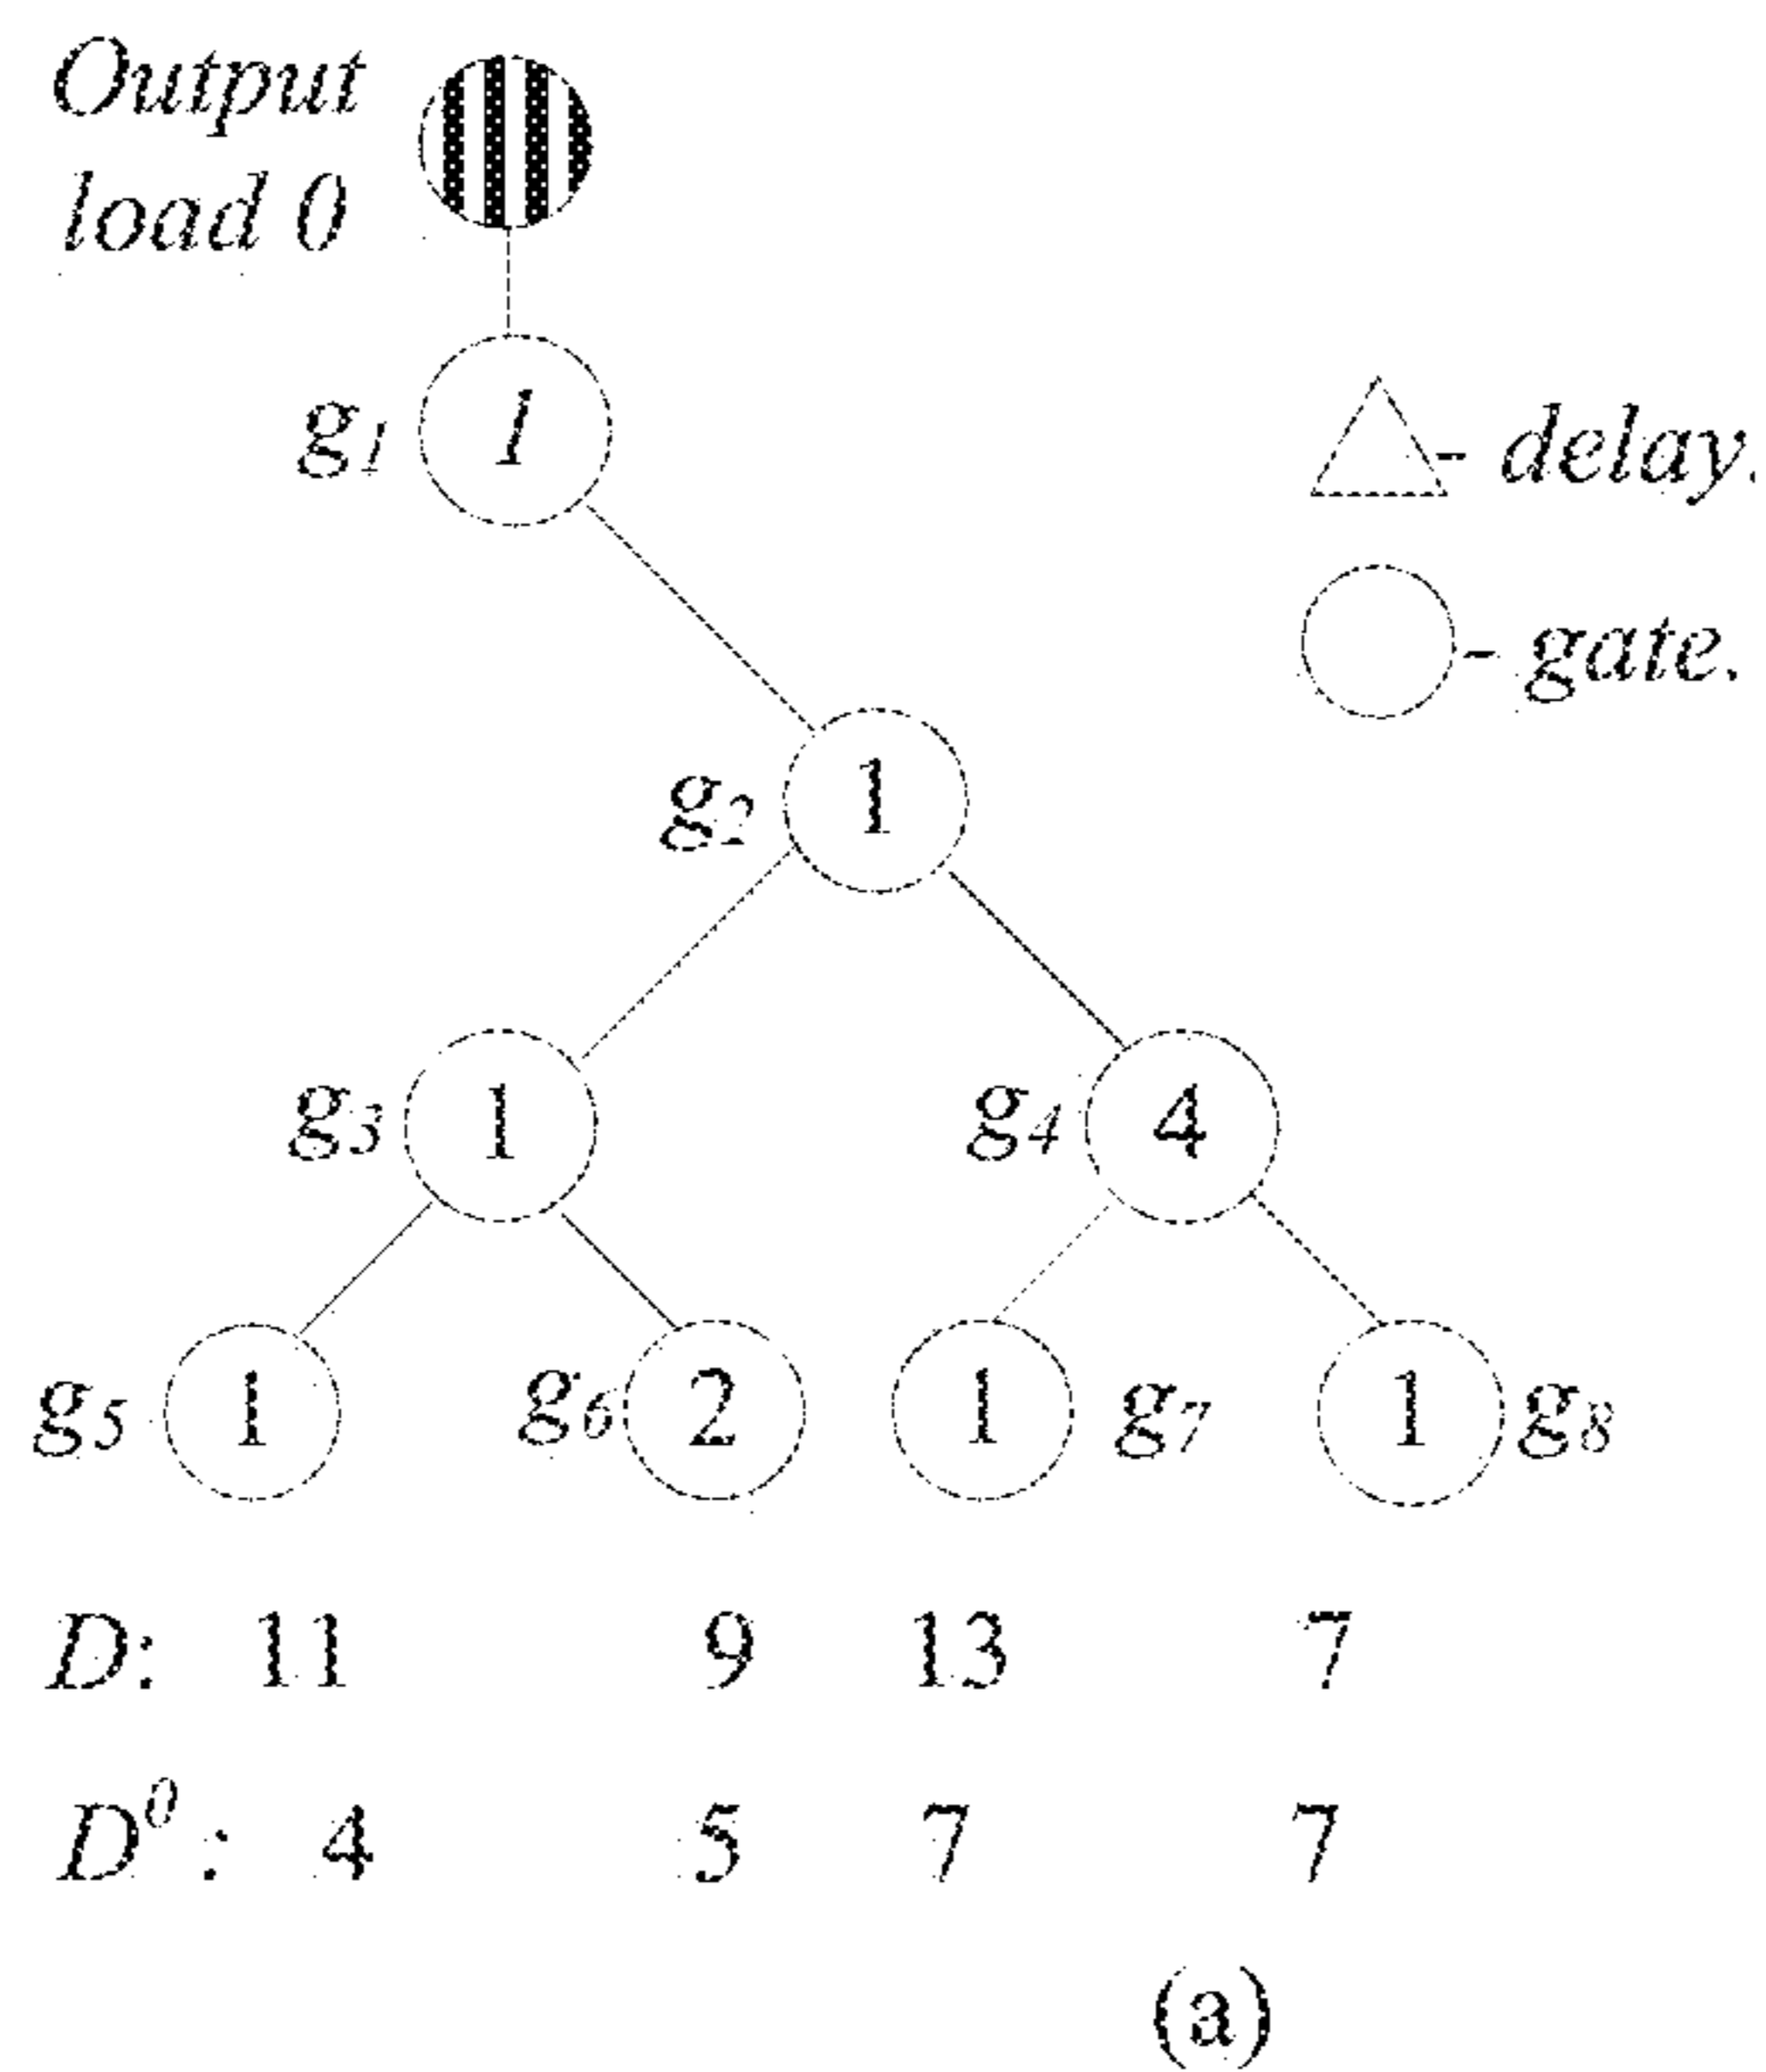 Output
load 0
g1 1
- delay.
- gate.
g2 1
g3 1 g4 4
g5 1 g6 2 1 g7 1 g8
D: 11 9 13 7
D0 : 4 5 7 7
(a)